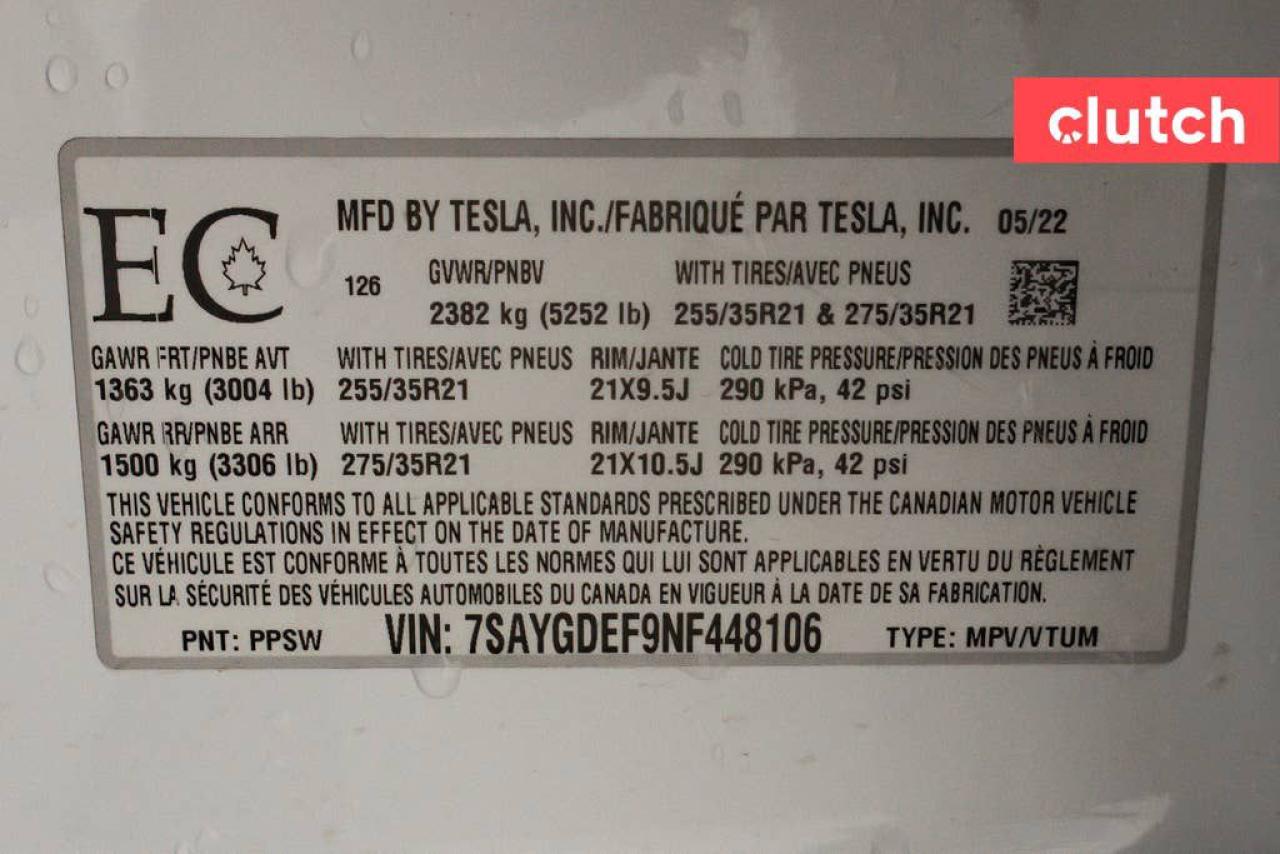 clutch
EC
MFD BY TESLA, INC./FABRIQUÉ PAR TESLA, INC. 05/22
126 GVWR/PNBV WITH TIRES/AVEC PNEUS
2382 kg (5252 lb) 255/35R21 & 275/35R21
GAWR FRT/PNBE AVT WITH TIRES/AVEC PNEUS RIM/JANTE COLD TIRE PRESSURE/PRESSION DES PNEUS À FROID
1363 kg (3004 lb) 255/35R21 21X9.5J 290 kPa, 42 psi
GAWR RR/PNBE ARR WITH TIRES/AVEC PNEUS RIM/JANTE COLD TIRE PRESSURE/PRESSION DES PNEUS À FROID
1500 kg (3306 lb) 275/35R21 21X10.5J 290 kPa, 42 psi
THIS VEHICLE CONFORMS TO ALL APPLICABLE STANDARDS PRESCRIBED UNDER THE CANADIAN MOTOR VEHICLE
SAFETY REGULATIONS IN EFFECT ON THE DATE OF MANUFACTURE.
CE VÉHICULE EST CONFORME À TOUTES LES NORMES QUI LUI SONT APPLICABLES EN VERTU DU RÈGLEMENT
SUR LA SÉCURITÉ DES VÉHICULES AUTOMOBILES DU CANADA EN VIGUEUR À LA DATE DE SA FABRICATION.
PNT: PPSW VIN: 7SAYGDEF9NF448106 TYPE: MPV/VTUM